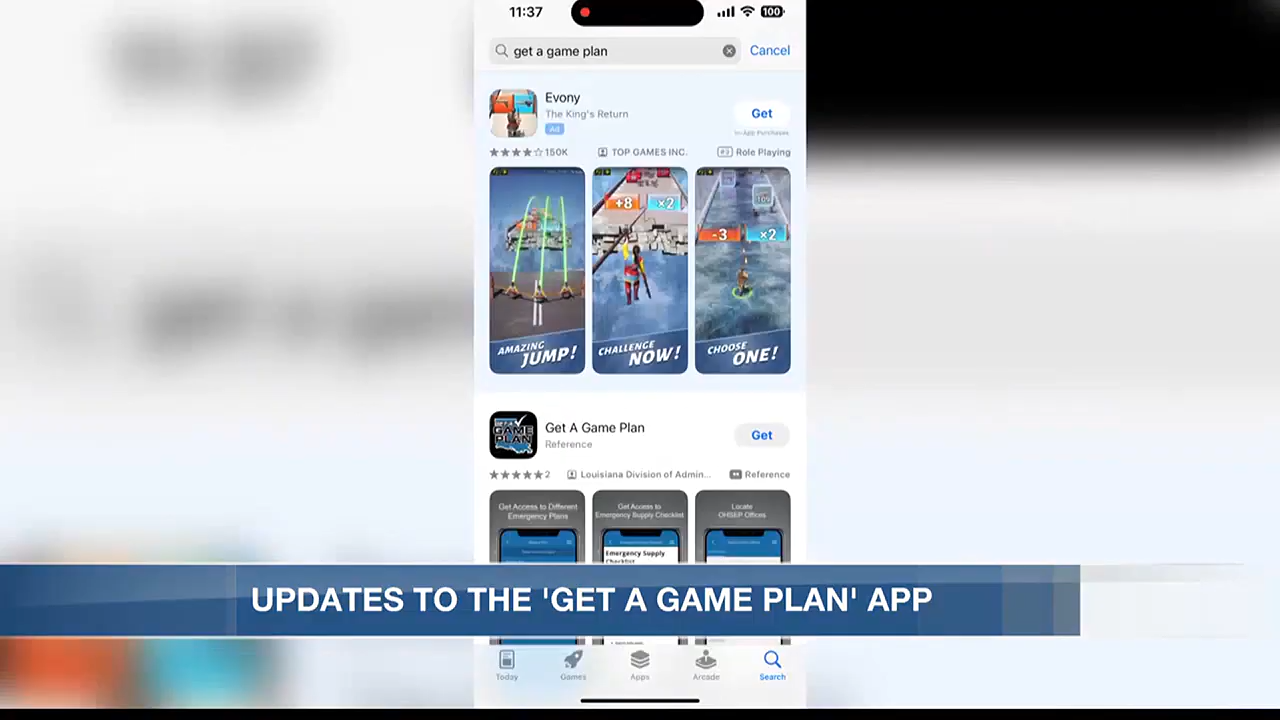 11:37
100
get a game plan
Cancel
Evony
The King's Return
Ad
Get
In-App Purchases
150K
TOP GAMES INC.
Role Playing
+8
x2
-3
x2
AMAZING
JUMP!
CHALLENGE
NOW!
CHOOSE
ONE!
GAME
PLAN
Get A Game Plan
Reference
Get
2
Louisiana Division of Admin...
Reference
Get Access to Different
Emergency Plans
Get Access to
Emergency Supply Checklist
Locate
OHSEP Offices
Emergency Supply
Checklist
UPDATES TO THE 'GET A GAME PLAN' APP
Today
Games
Apps
Arcade
Search